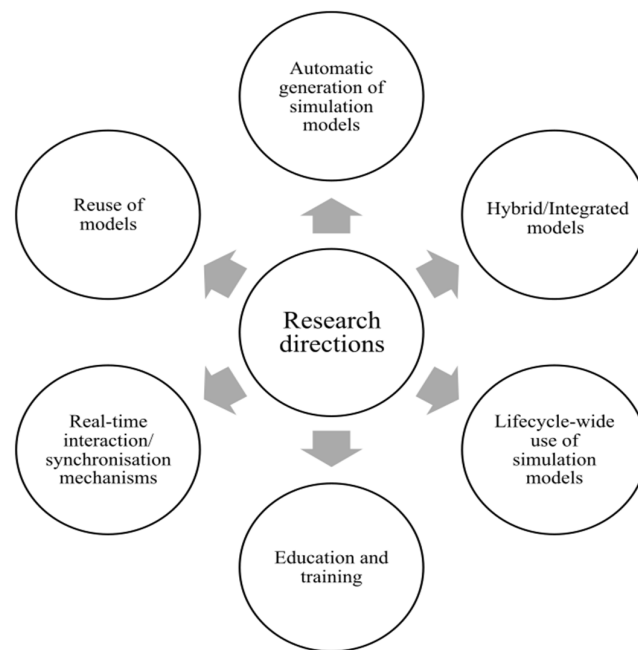 Automatic
generation of
simulation
models
Reuse of
models
Hybrid/Integrated
models
Research
directions
Real-time
interaction/
synchronisation
mechanisms
Lifecycle-wide
use of
simulation
models
Education and
training